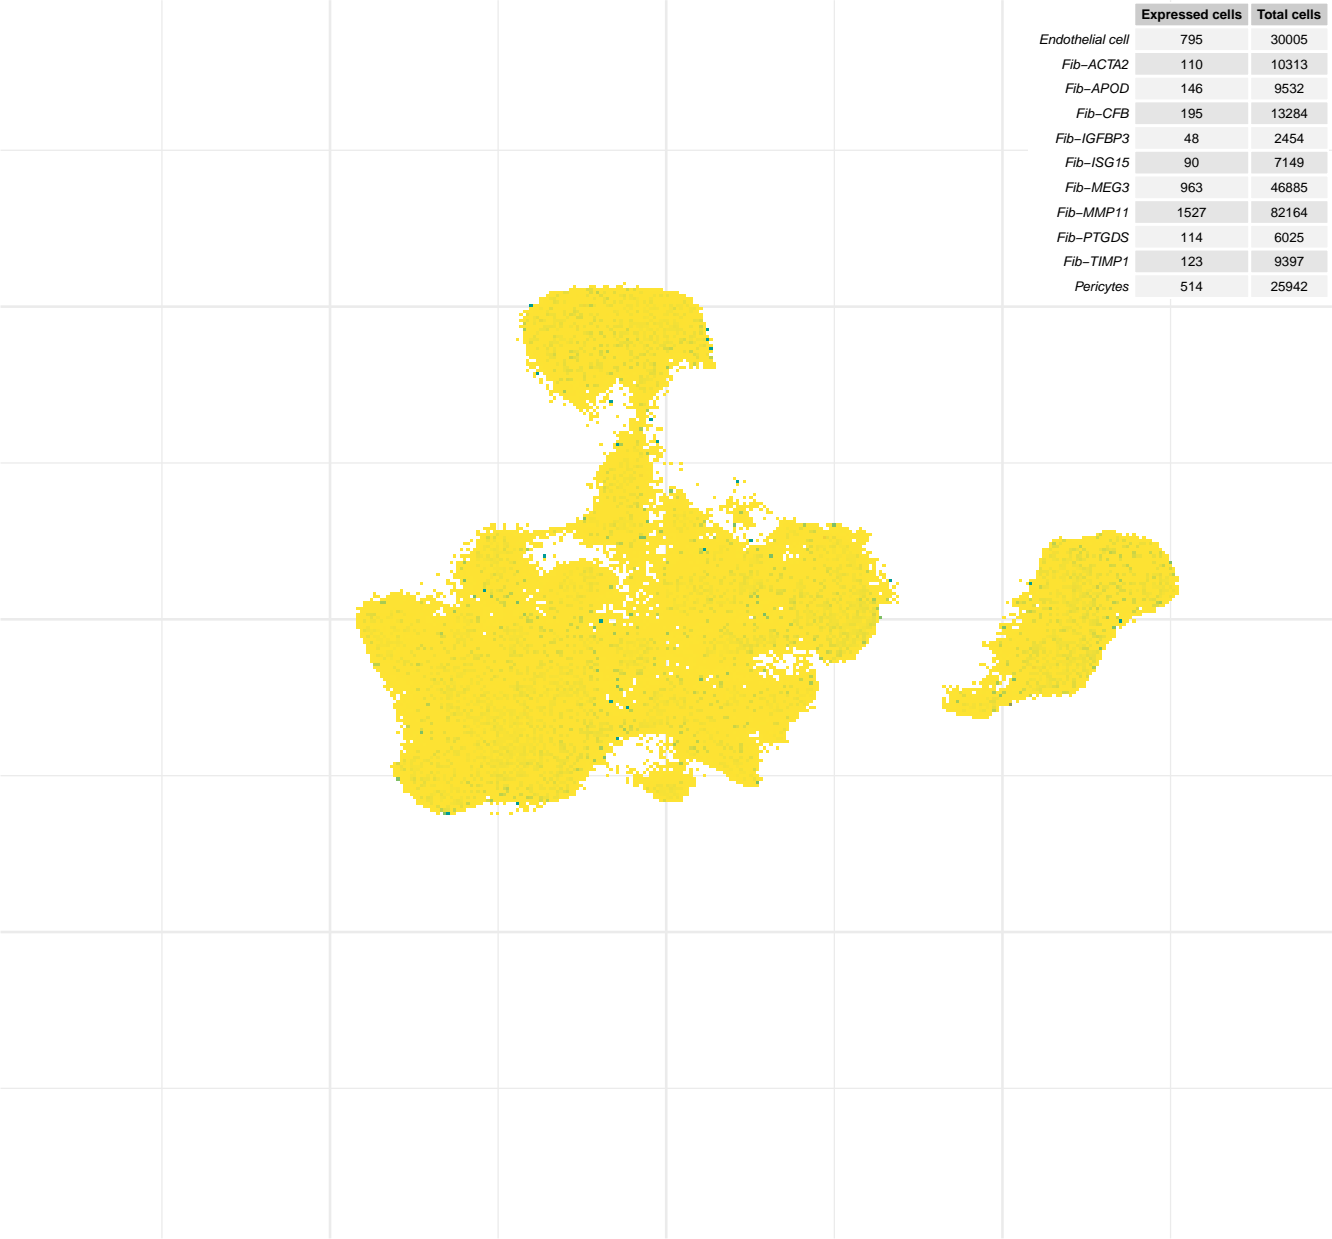 Expressed cells Total cells
Endothelial cell 795 30005
Fib−ACTA2 110 10313
Fib−APOD 146 9532
Fib−CFB 195 13284
Fib−IGFBP3 48 2454
Fib−ISG15 90 7149
Fib−MEG3 963 46885
Fib−MMP11 1527 82164
Fib−PTGDS 114 6025
Fib−TIMP1 123 9397
Pericytes 514 25942